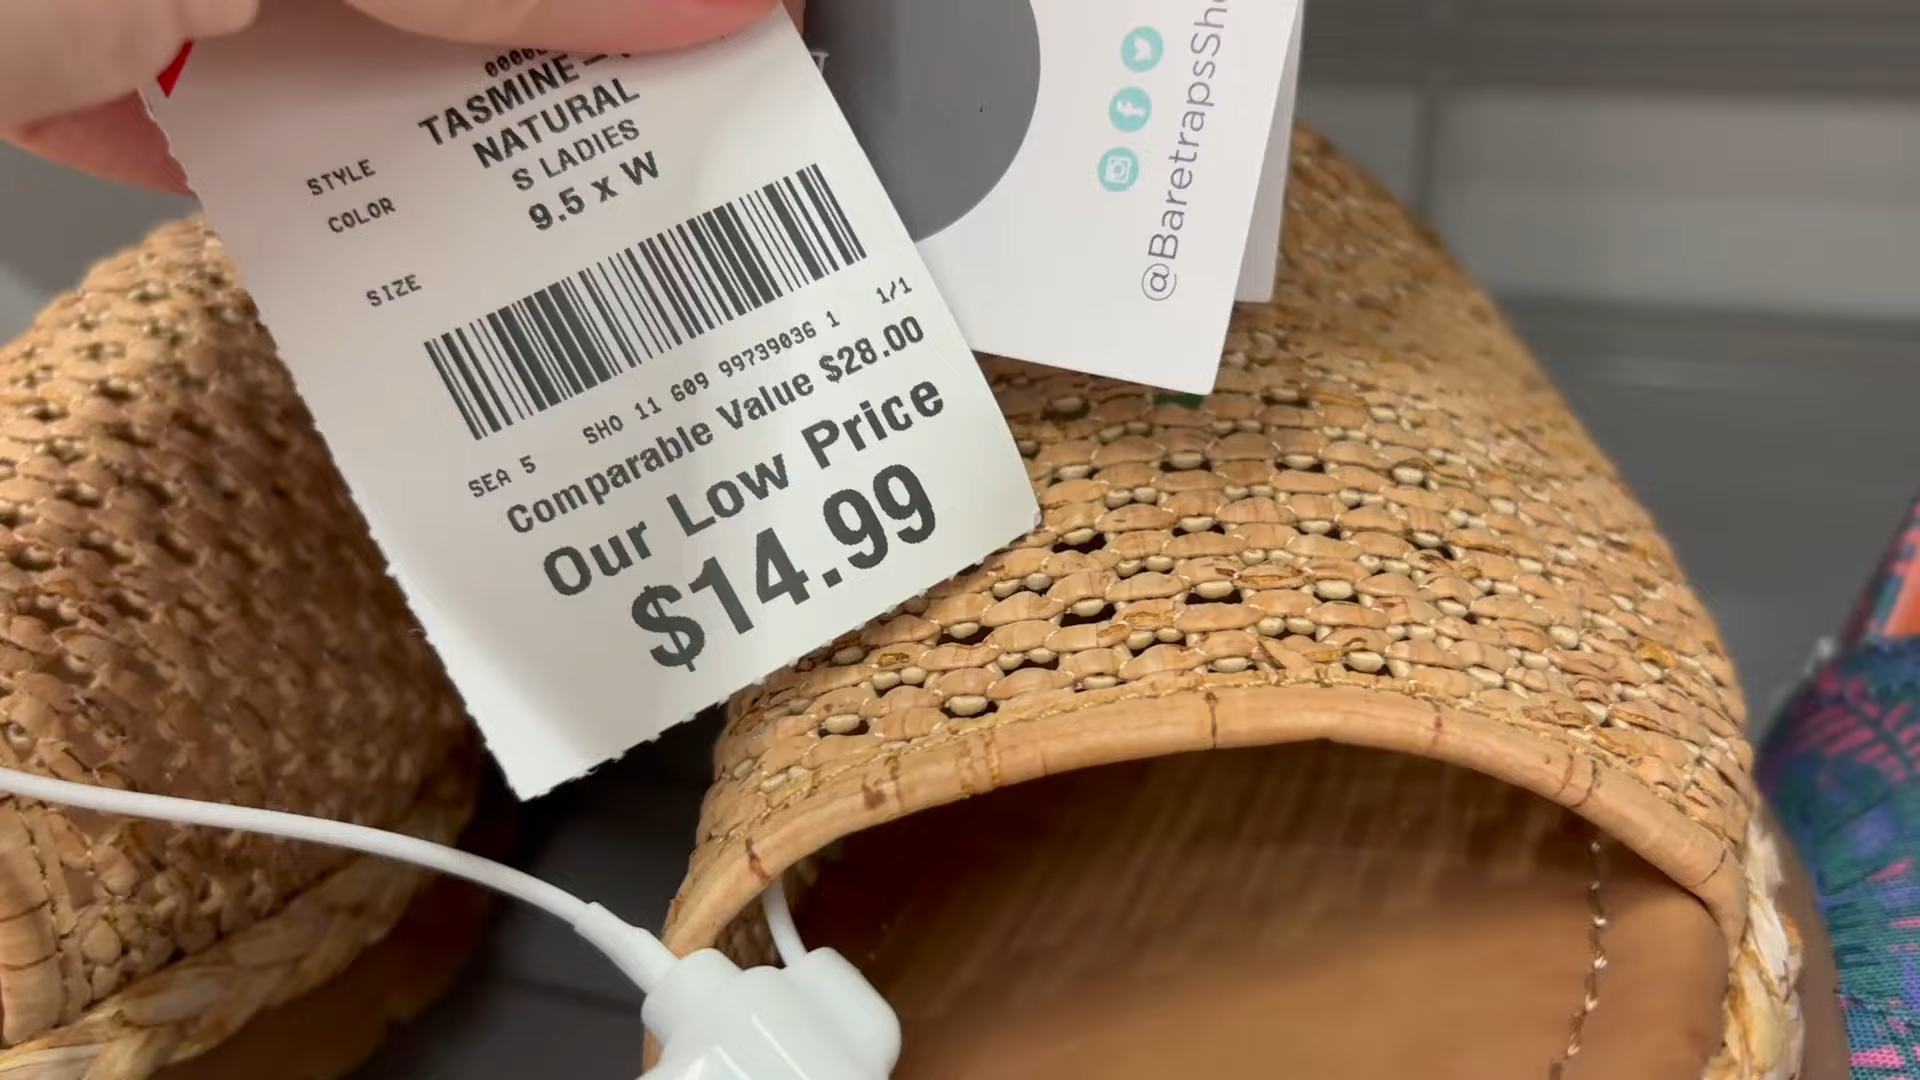 STYLE TASMINE
COLOR NATURAL
S LADIES
SIZE 9.5 x W
SEA 5 SHO 11 609 99739036 1 1/1
Comparable Value $28.00
Our Low Price
$14.99